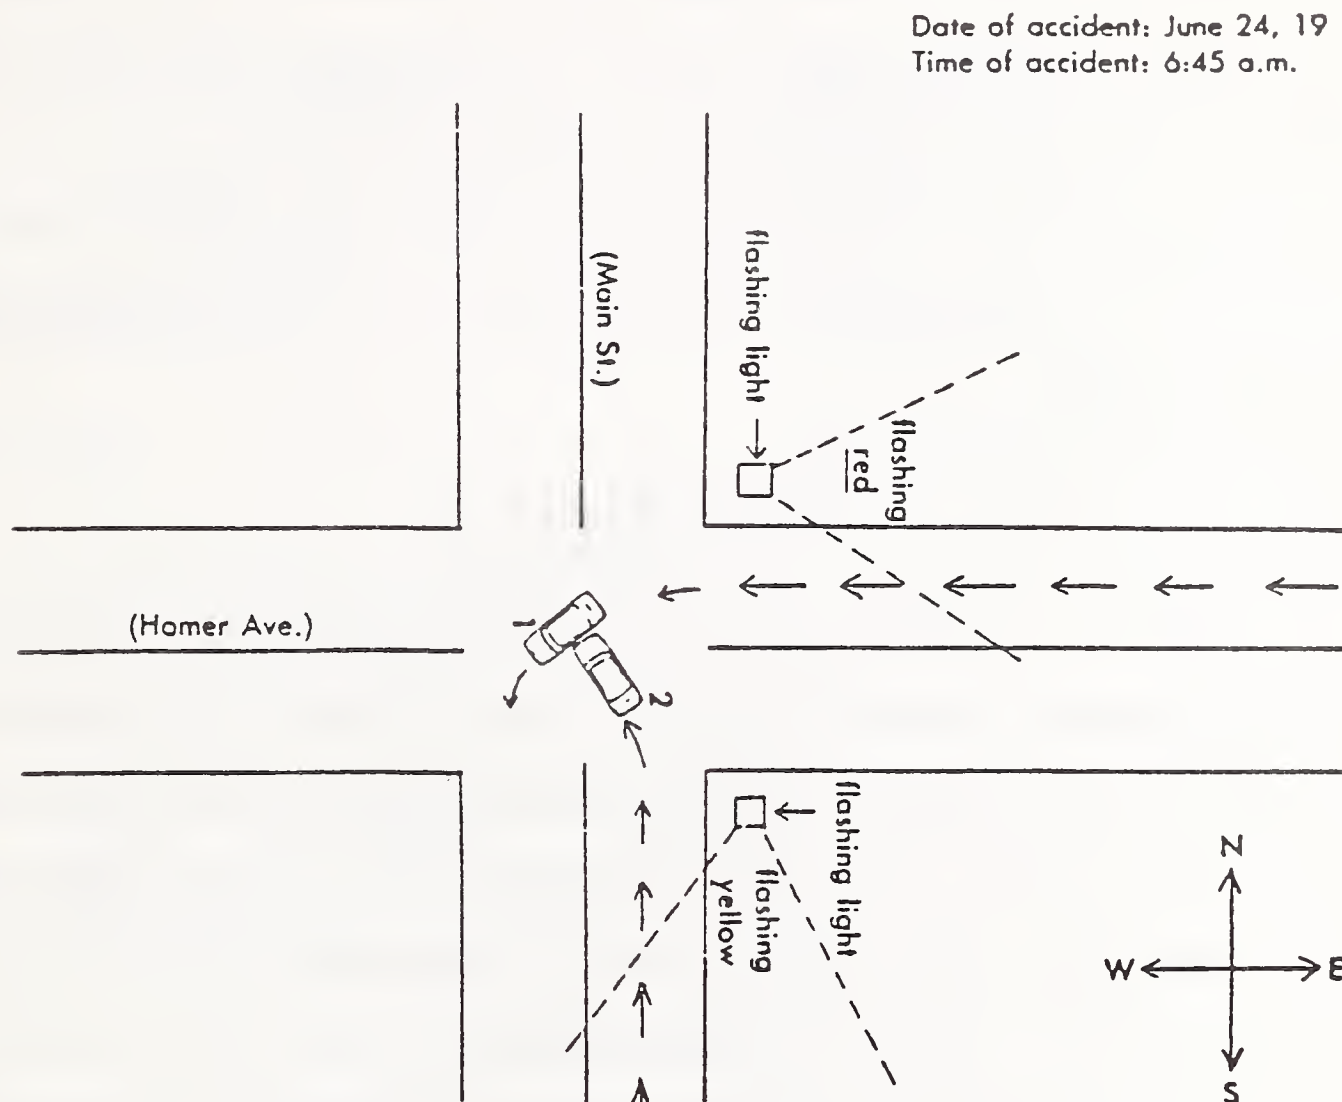 Date of accident: June 24, 19
Time of accident: 6:45 a.m.
(Main St.)
flashing light
flashing
red
(Homer Ave.)
1
2
flashing light
flashing
yellow
N
W
E
S